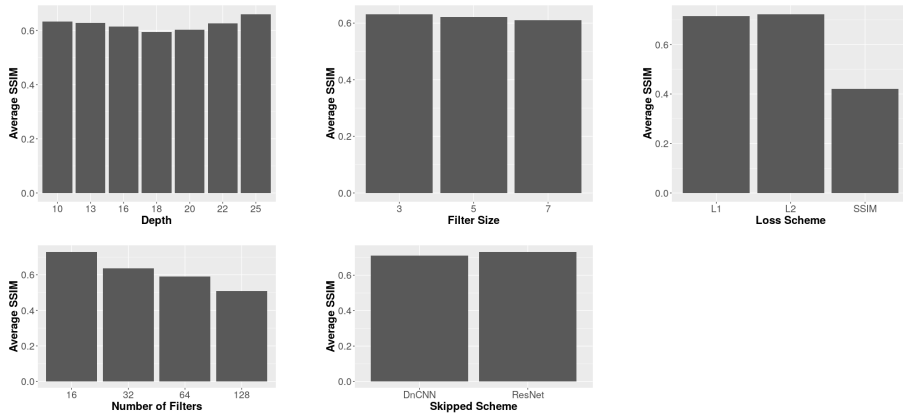 Average SSIM
0.6
0.4
0.2
0.0
10 13 16 18 20 22 25
Depth
Average SSIM
0.6
0.4
0.2
0.0
3 5 7
Filter Size
Average SSIM
0.6
0.4
0.2
0.0
L1 L2 SSIM
Loss Scheme
Average SSIM
0.6
0.4
0.2
0.0
16 32 64 128
Number of Filters
Average SSIM
0.6
0.4
0.2
0.0
DnCNN ResNet
Skipped Scheme